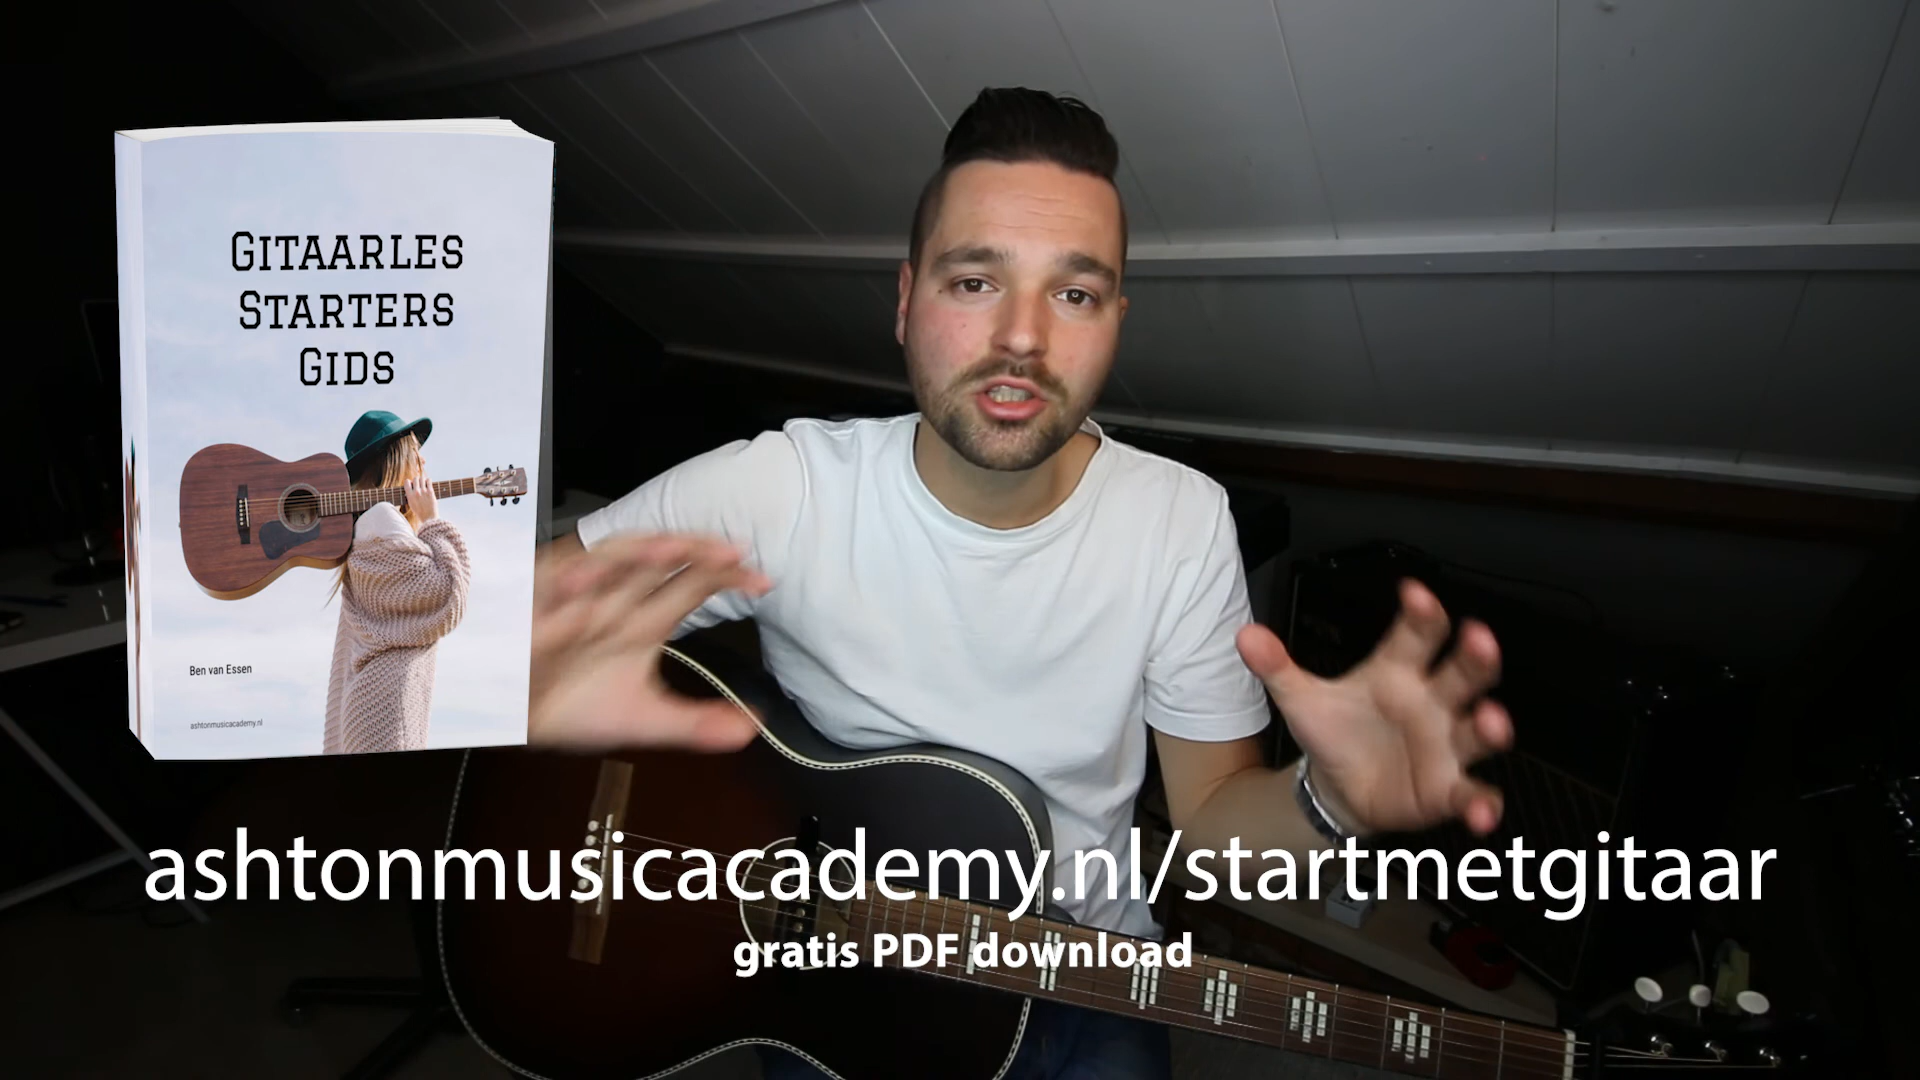 GITAARLES
STARTERS
GIDS
Ben van Essen
ashtonmusicacademy.nl
ashtonmusicacademy.nl/startmetgitaar
gratis PDF download